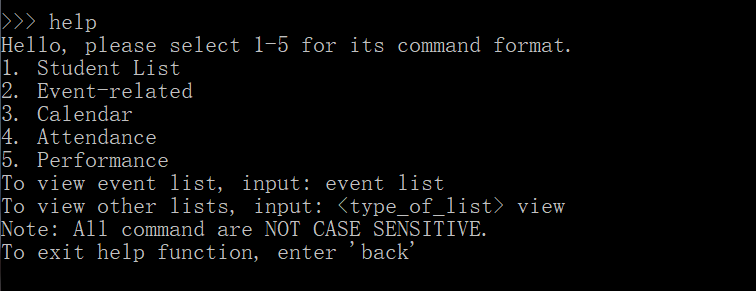 >>> help
Hello, please select 1-5 for its command format.
1. Student List
2. Event-related
3. Calendar
4. Attendance
5. Performance
To view event list, input: event list
To view other lists, input: <type_of_list> view
Note: All command are NOT CASE SENSITIVE.
To exit help function, enter 'back'